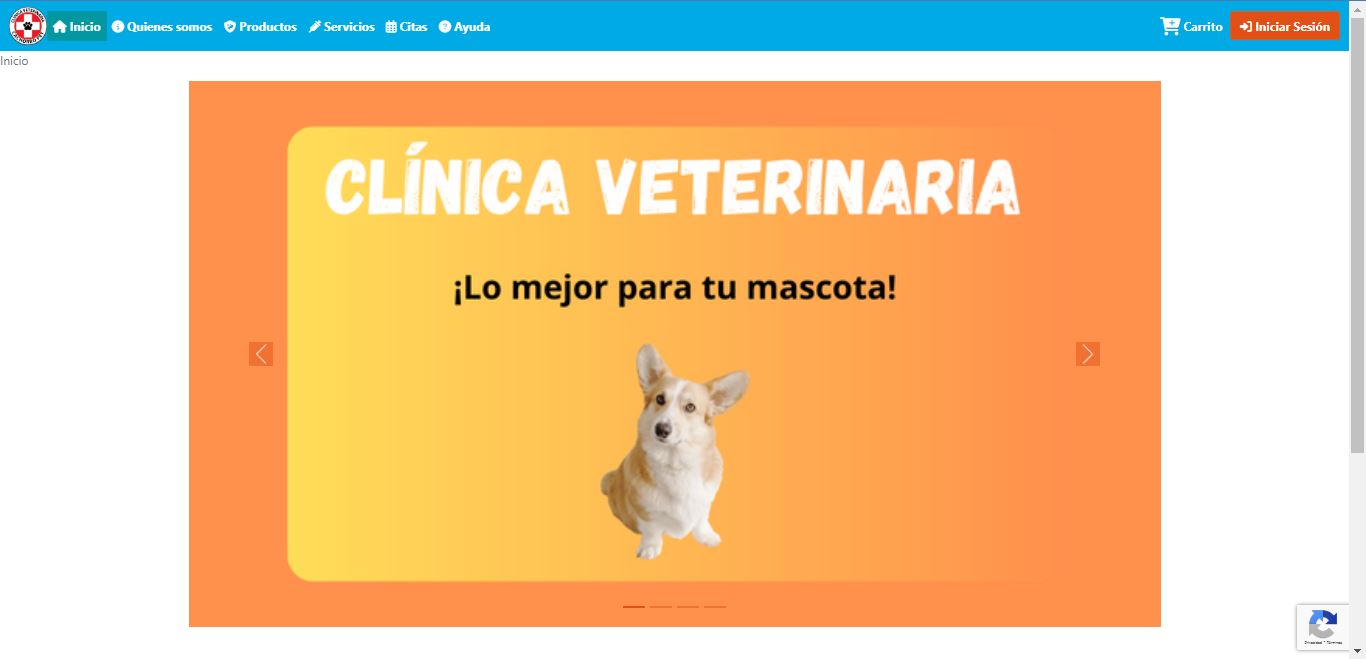 Inicio
Quienes somos
Productos
Servicios
Citas
Ayuda
Carrito
Iniciar Sesión
Inicio
CLÍNICA VETERINARIA
¡Lo mejor para tu mascota!